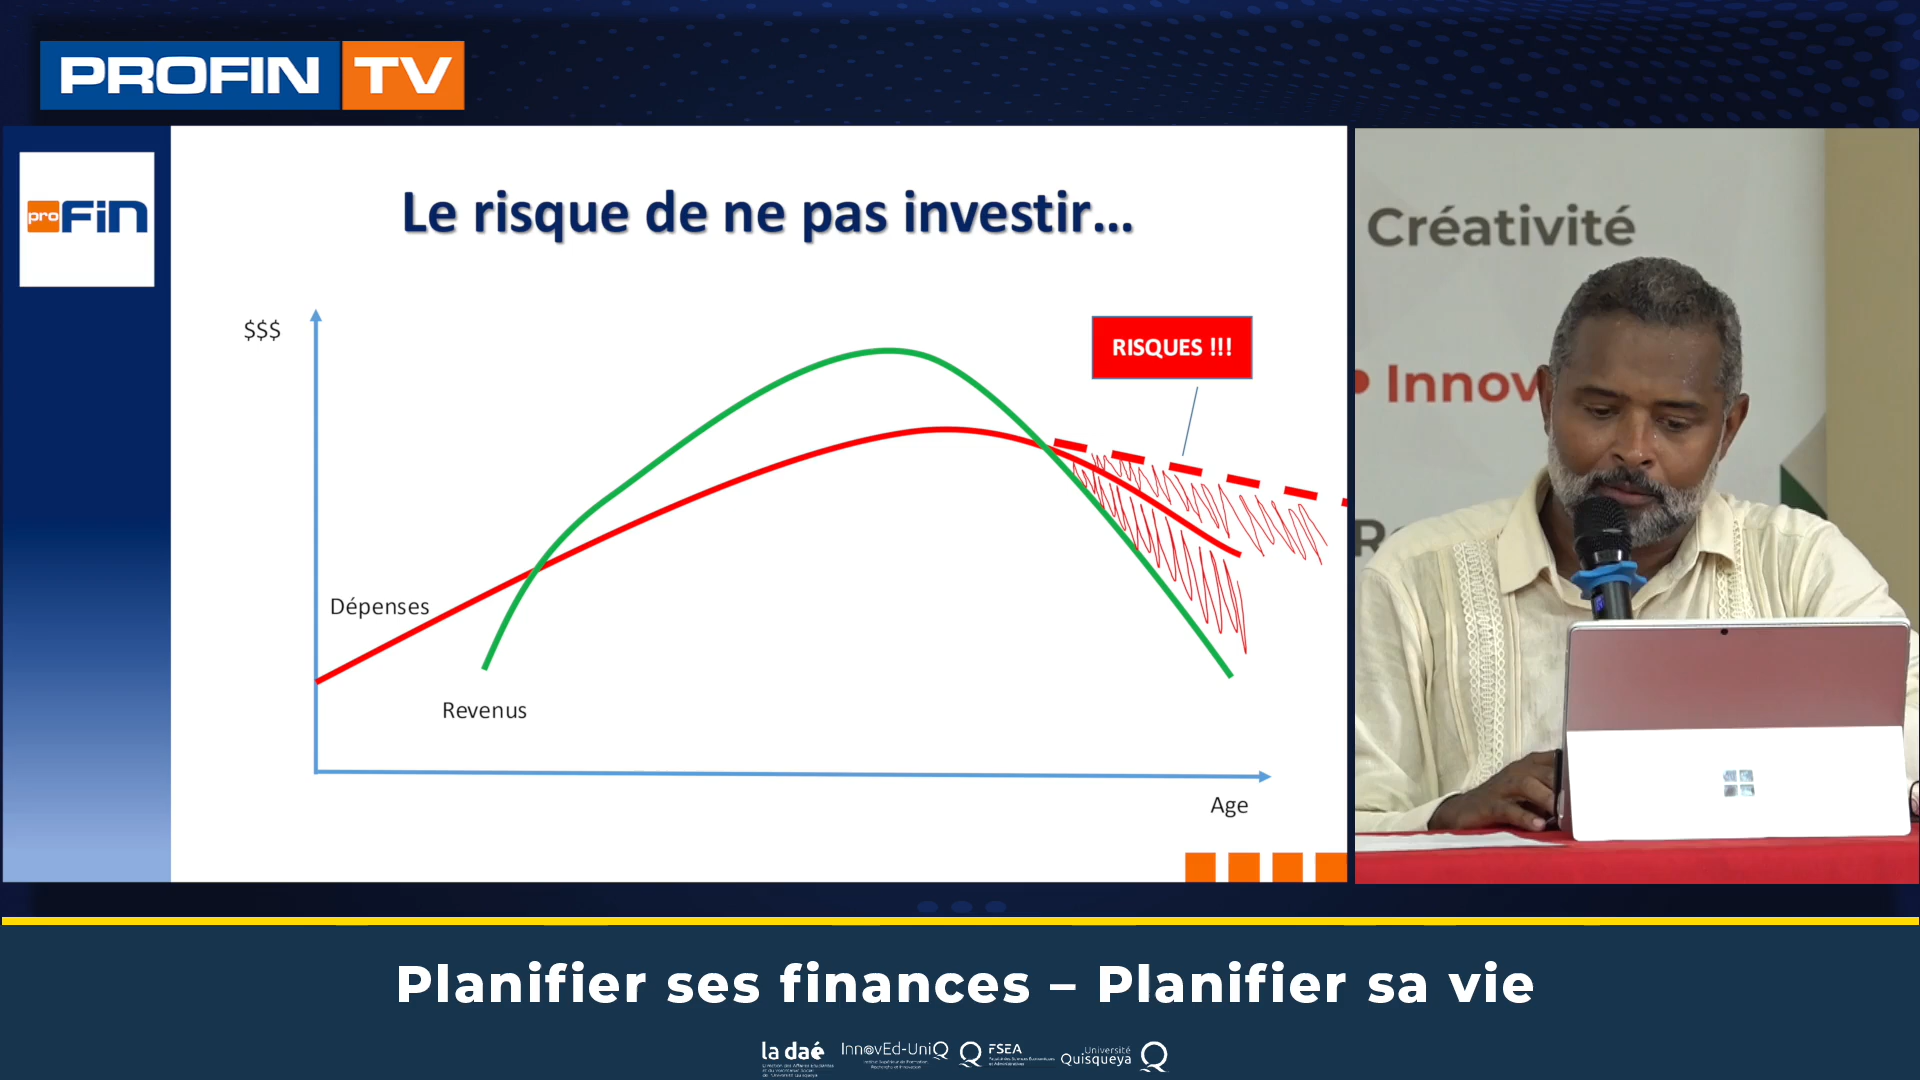 PROFIN TV
proFin
Le risque de ne pas investir...
$$$
RISQUES !!!
Dépenses
Revenus
Age
Créativité
Innov
Planifier ses finances – Planifier sa vie
la daé
InnovEd-UniQ
FSEA
Université
Quisqueya